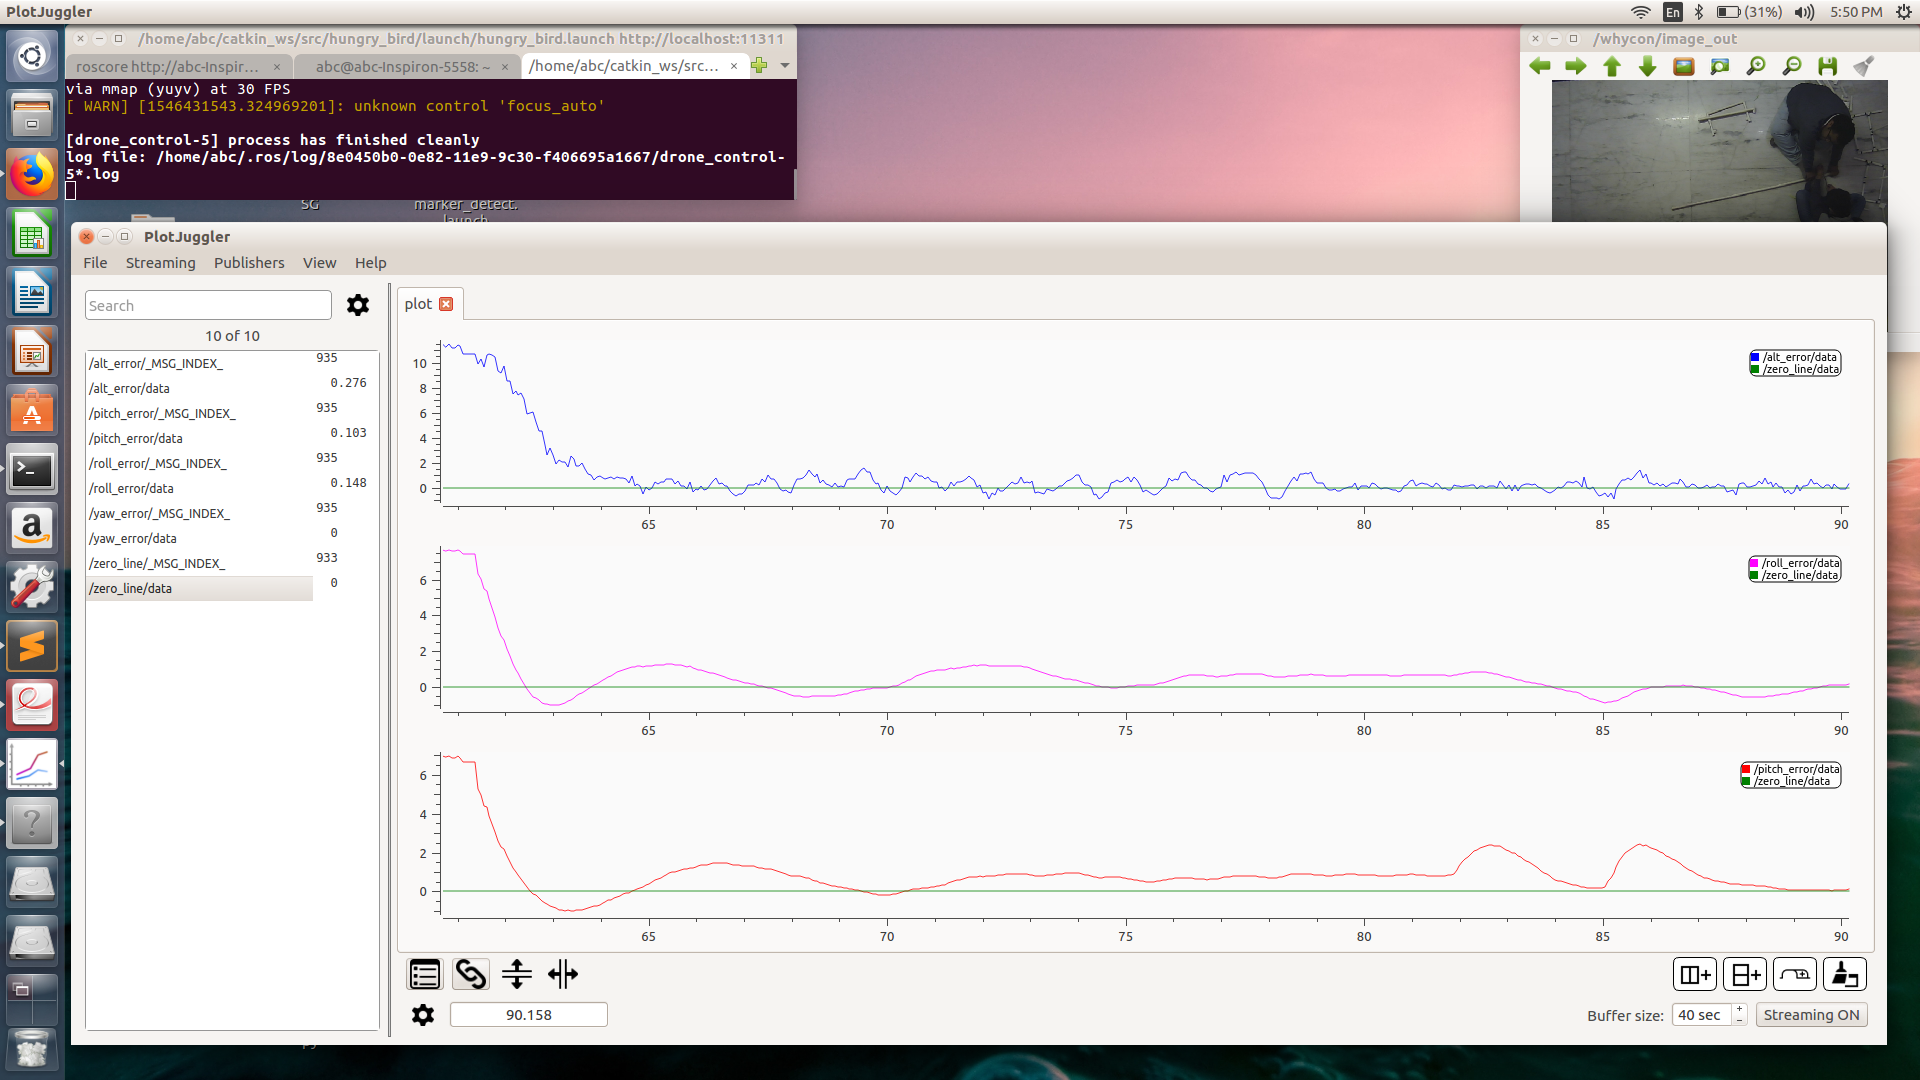 PlotJuggler
En
(31%)
5:50 PM
/home/abc/catkin_ws/src/hungry_bird/launch/hungry_bird.launch http://localhost:11311
roscore http://abc-Inspir...
abc@abc-Inspiron-5558: ~
/home/abc/catkin_ws/src...
via mmap (yuyv) at 30 FPS
[ WARN] [1546431543.324969201]: unknown control 'focus_auto'
[drone_control-5] process has finished cleanly
log file: /home/abc/.ros/log/8e0450b0-0e82-11e9-9c30-f406695a1667/drone_control-
5*.log
/whycon/image_out
SG
marker_detect.
launch
PlotJuggler
File Streaming Publishers View Help
Search
10 of 10
/alt_error/_MSG_INDEX_ 935
/alt_error/data 0.276
/pitch_error/_MSG_INDEX_ 935
/pitch_error/data 0.103
/roll_error/_MSG_INDEX_ 935
/roll_error/data 0.148
/yaw_error/_MSG_INDEX_ 935
/yaw_error/data 0
/zero_line/_MSG_INDEX_ 933
/zero_line/data 0
plot
/alt_error/data
/zero_line/data
10
8
6
4
2
0
65 70 75 80 85 90
/roll_error/data
/zero_line/data
6
4
2
0
65 70 75 80 85 90
/pitch_error/data
/zero_line/data
6
4
2
0
65 70 75 80 85 90
90.158
Buffer size: 40 sec Streaming ON